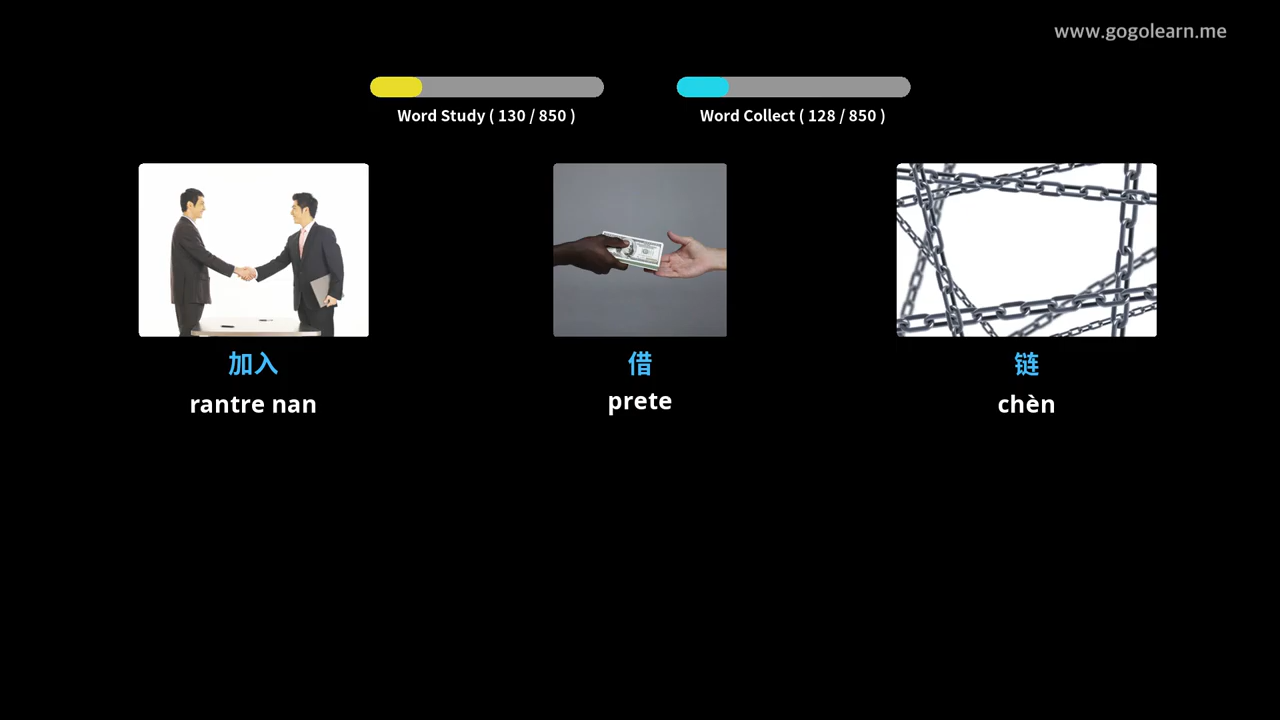 www.gogolearn.me
Word Study ( 130 / 850 )
Word Collect ( 128 / 850 )
加入
rantre nan
借
prete
链
chèn